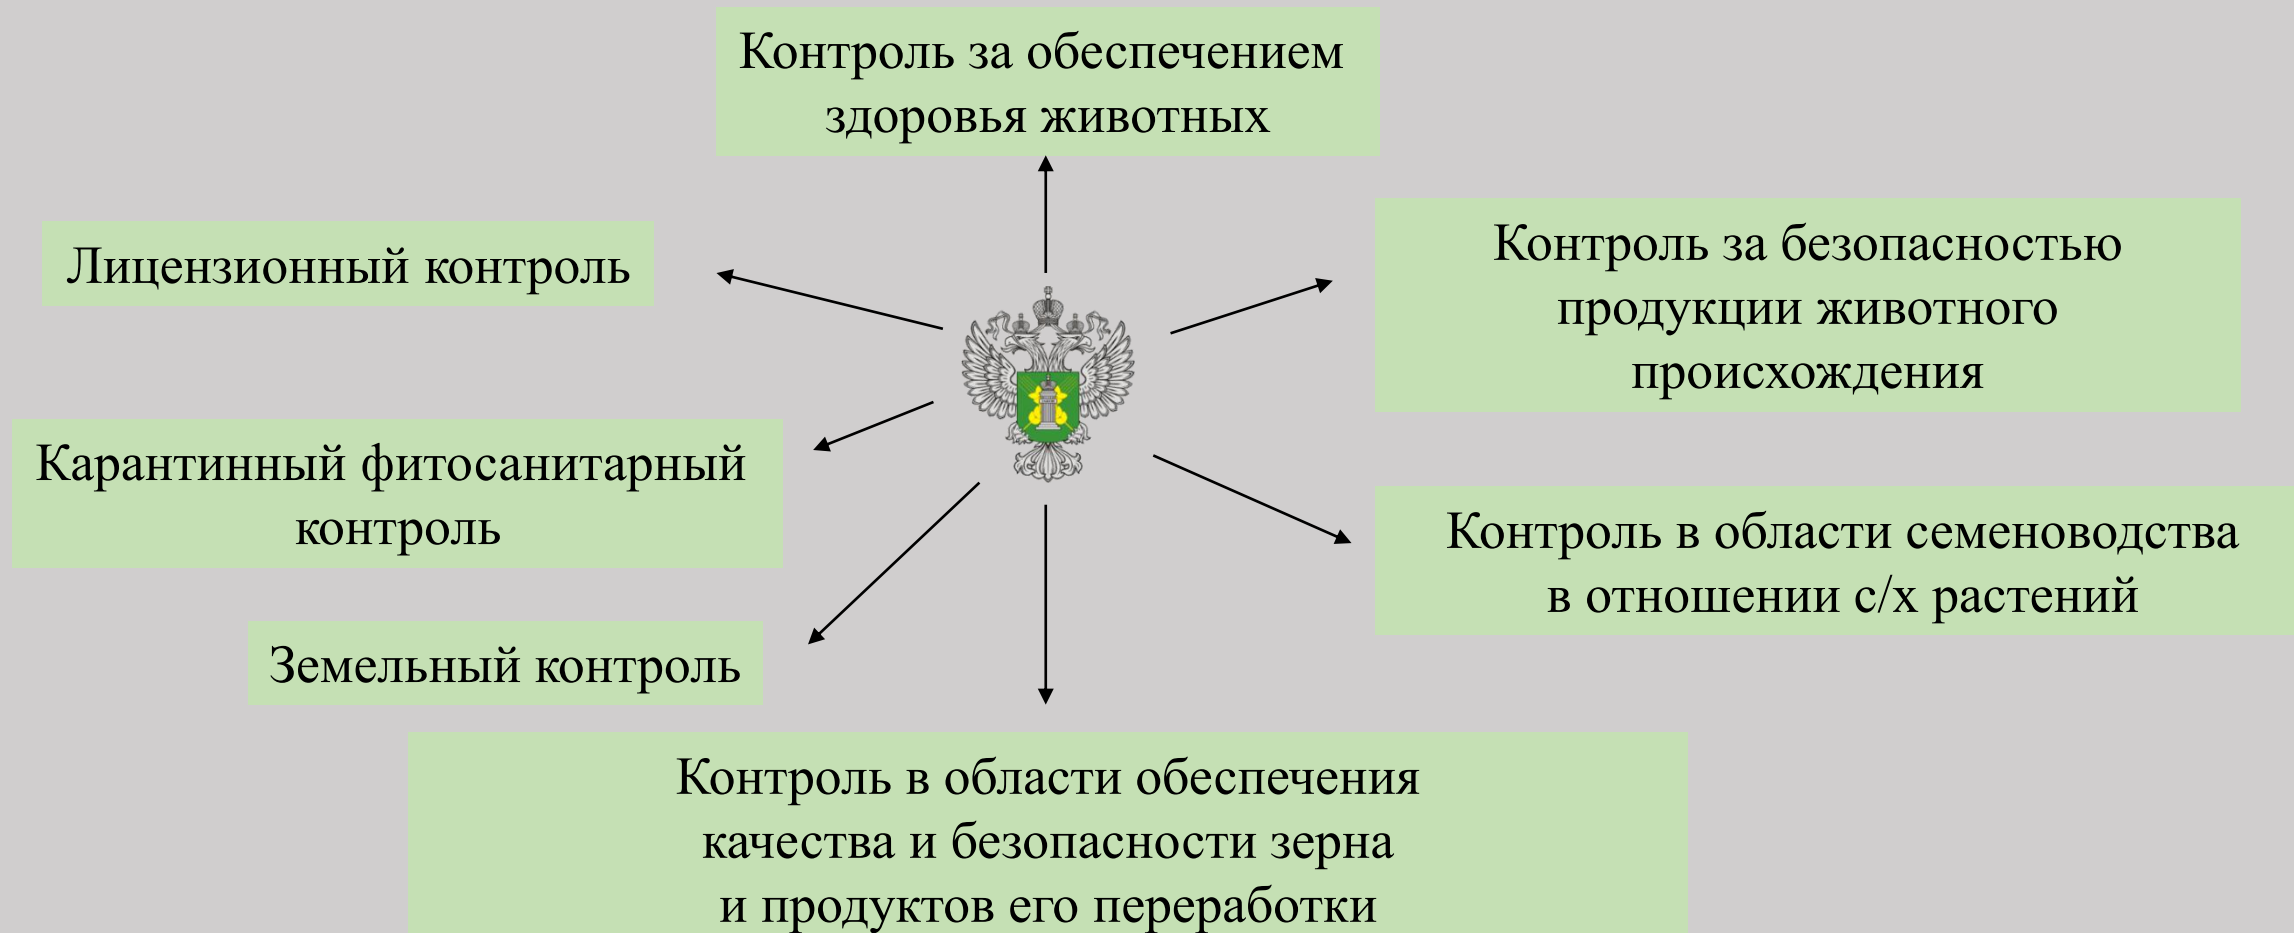 Контроль за обеспечением
здоровья животных
Лицензионный контроль
Контроль за безопасностью
продукции животного
происхождения
Карантинный фитосанитарный
контроль
Контроль в области семеноводства
в отношении с/х растений
Земельный контроль
Контроль в области обеспечения
качества и безопасности зерна
и продуктов его переработки